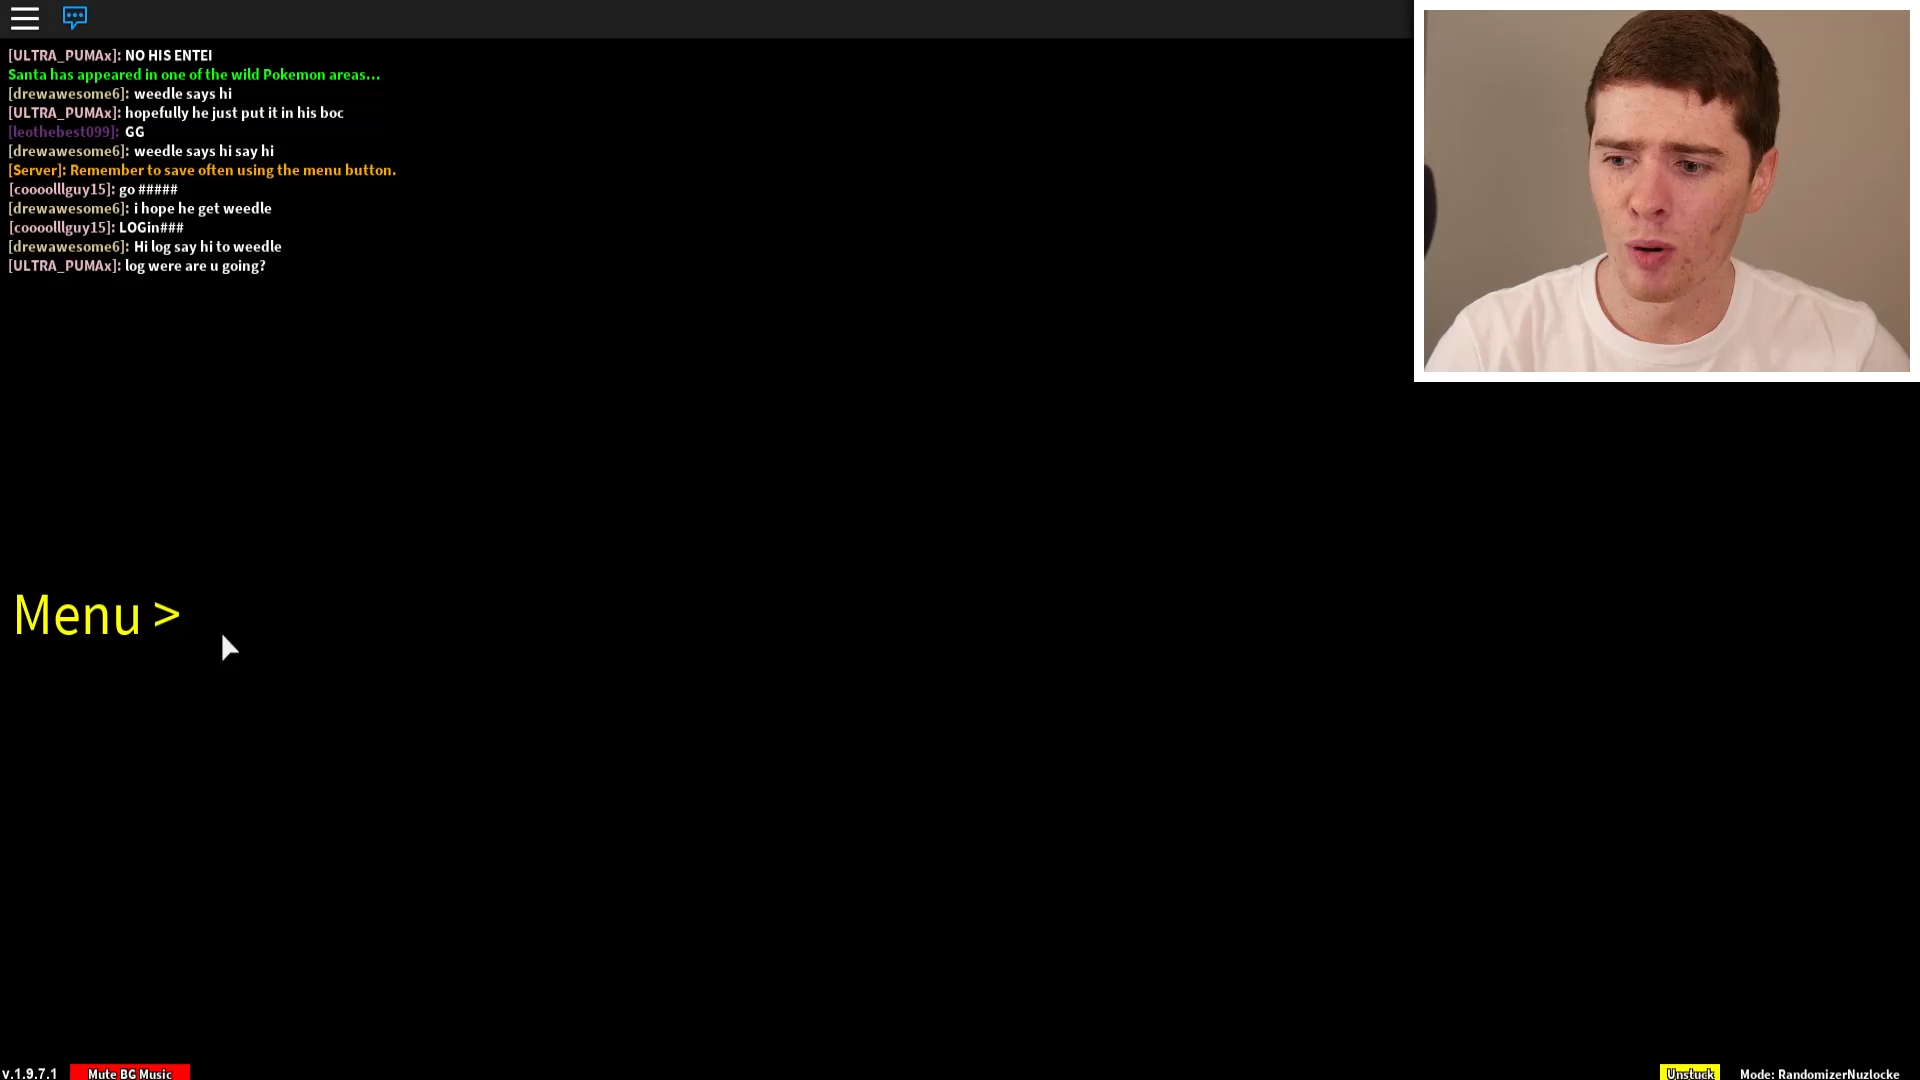 [ULTRA_PUMAx]: NO HIS ENTEI
Santa has appeared in one of the wild Pokemon areas...
[drewawesome6]: weedle says hi
[ULTRA_PUMAx]: hopefully he just put it in his boc
[leothebest099]: GG
[drewawesome6]: weedle says hi say hi
[Server]: Remember to save often using the menu button.
[coooolllguy15]: go #####
[drewawesome6]: i hope he get weedle
[coooolllguy15]: LOGin###
[drewawesome6]: Hi log say hi to weedle
[ULTRA_PUMAx]: log were are u going?
Menu >
v.1.9.7.1
Mute BG Music
Unstuck
Mode: RandomizerNuzlocke